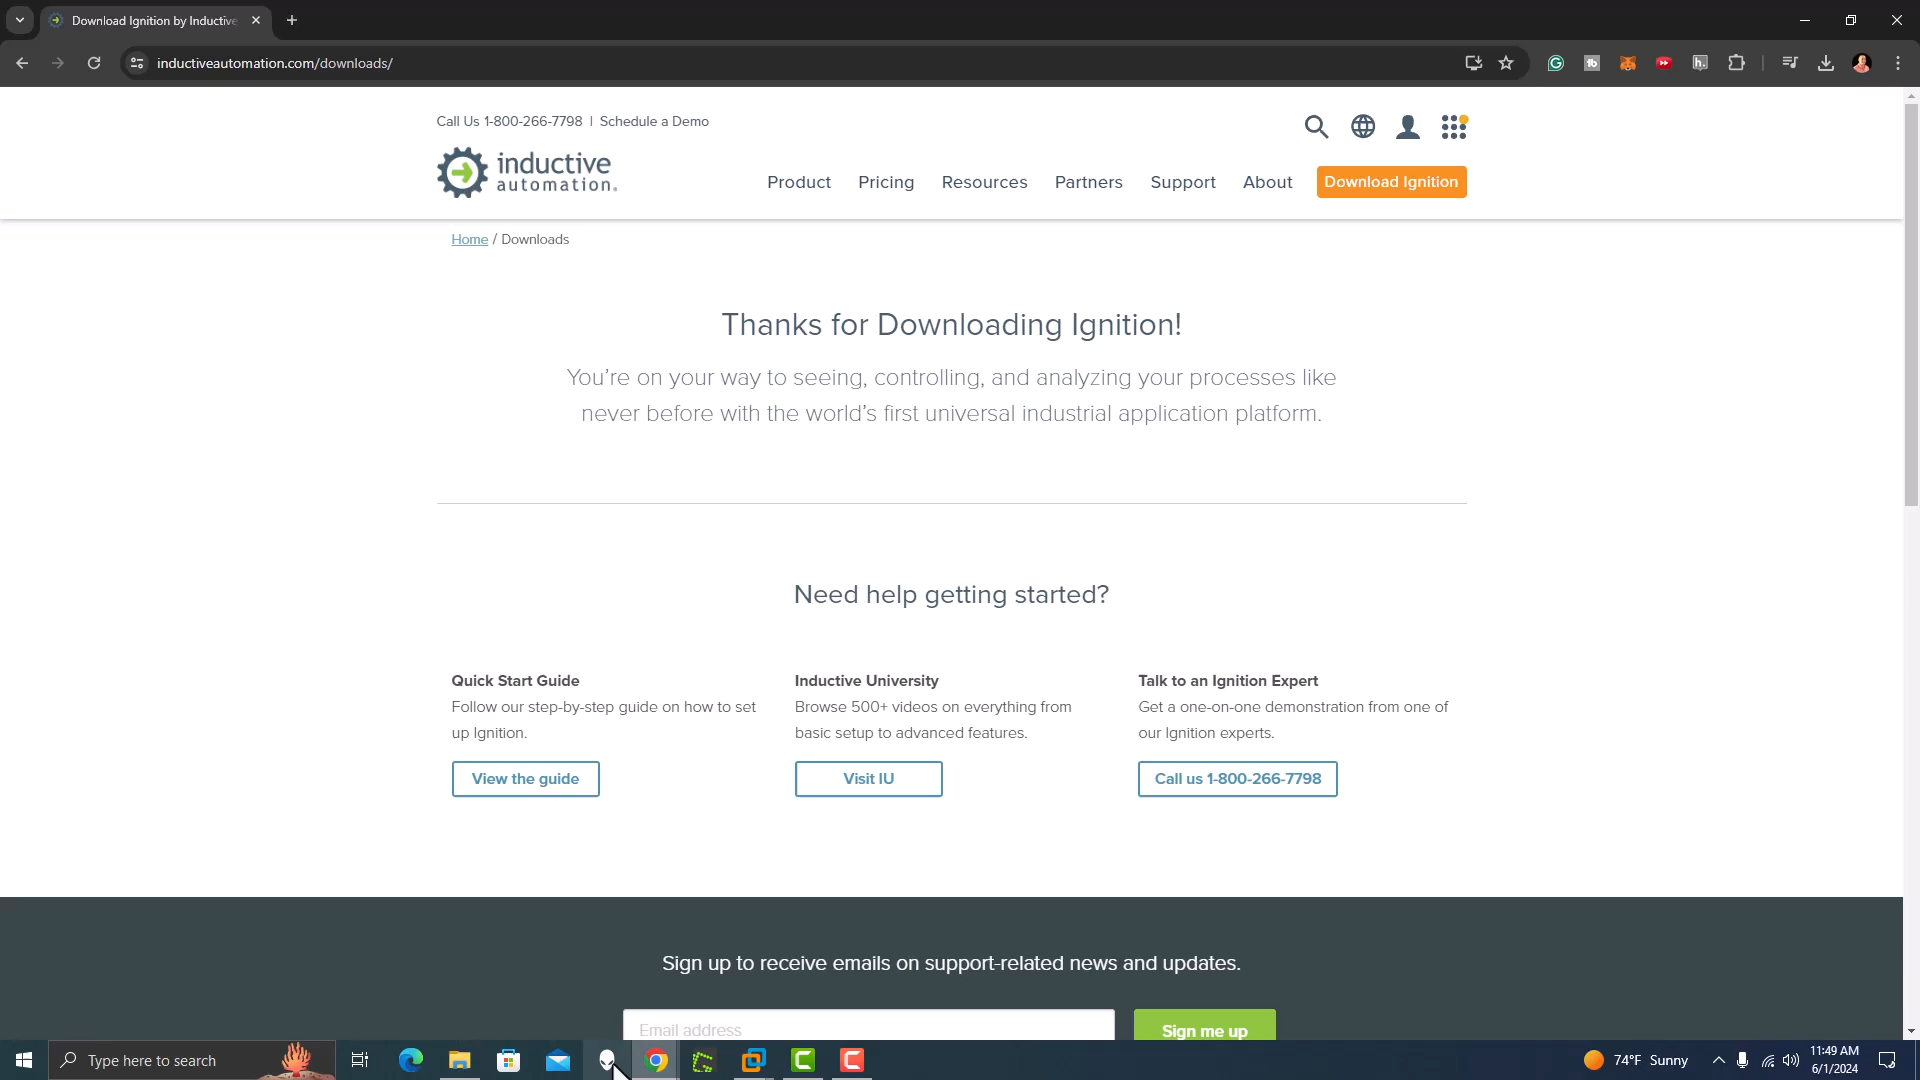 Download Ignition by Inductive
inductiveautomation.com/downloads/
Call Us 1-800-266-7798 | Schedule a Demo
inductive
automation.
Product Pricing Resources Partners Support About Download Ignition
Home / Downloads
Thanks for Downloading Ignition!
You’re on your way to seeing, controlling, and analyzing your processes like
never before with the world’s first universal industrial application platform.
Need help getting started?
Quick Start Guide
Follow our step-by-step guide on how to set
up Ignition.
View the guide
Inductive University
Browse 500+ videos on everything from
basic setup to advanced features.
Visit IU
Talk to an Ignition Expert
Get a one-on-one demonstration from one of
our Ignition experts.
Call us 1-800-266-7798
Sign up to receive emails on support-related news and updates.
Email address
Sign me up
Type here to search
74°F Sunny
11:49 AM
6/1/2024